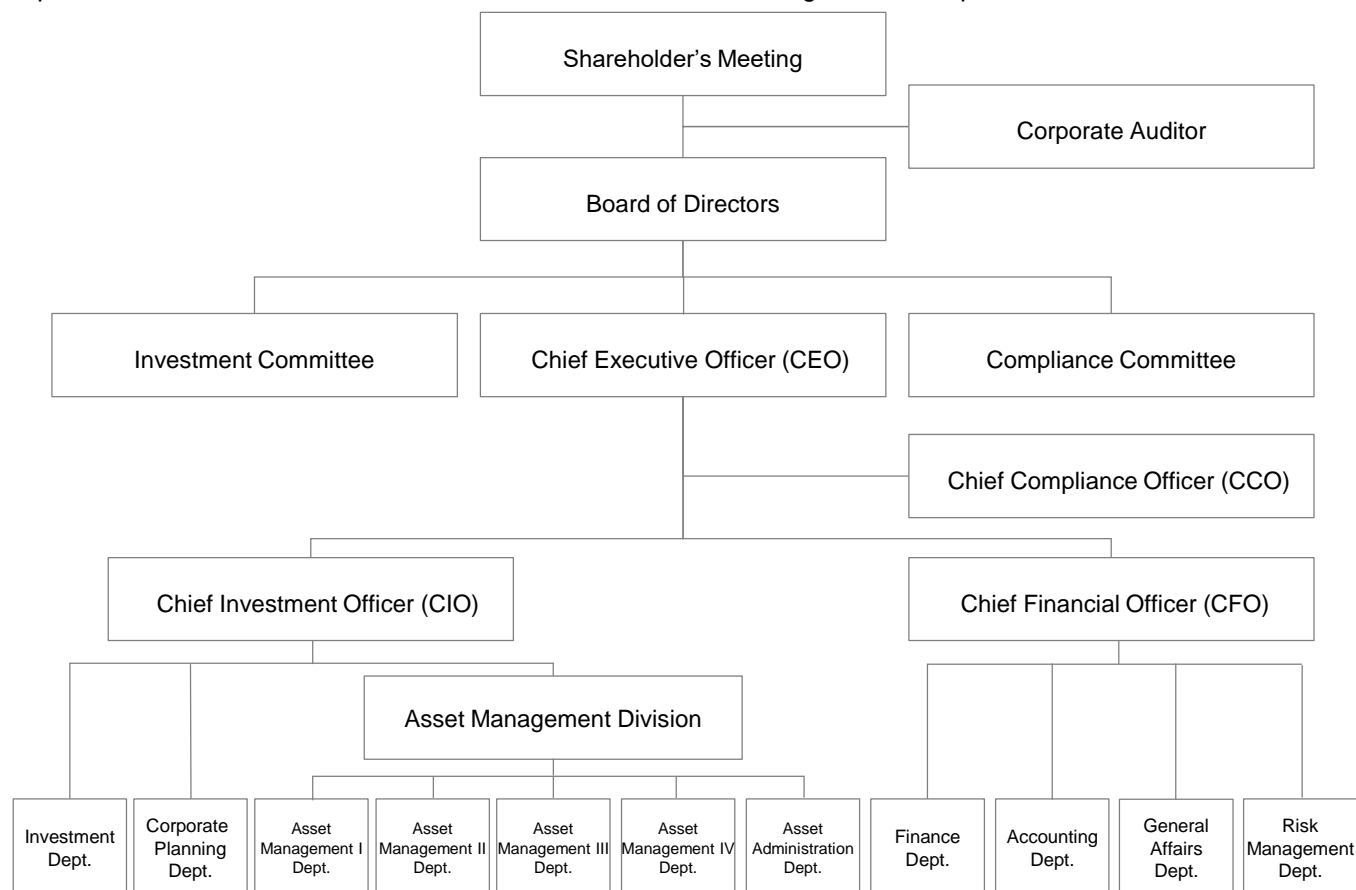 Shareholder's Meeting
Corporate Auditor
Board of Directors
Investment Committee
Chief Executive Officer (CEO)
Compliance Committee
Chief Compliance Officer (CCO)
Chief Investment Officer (CIO)
Chief Financial Officer (CFO)
Asset Management Division
Investment
Dept.
Corporate
Planning
Dept.
Asset
Management I
Dept.
Asset
Management II
Dept.
Asset
Management III
Dept.
Asset
Management IV
Dept.
Asset
Administration
Dept.
Finance
Dept.
Accounting
Dept.
General
Affairs
Dept.
Risk
Management
Dept.